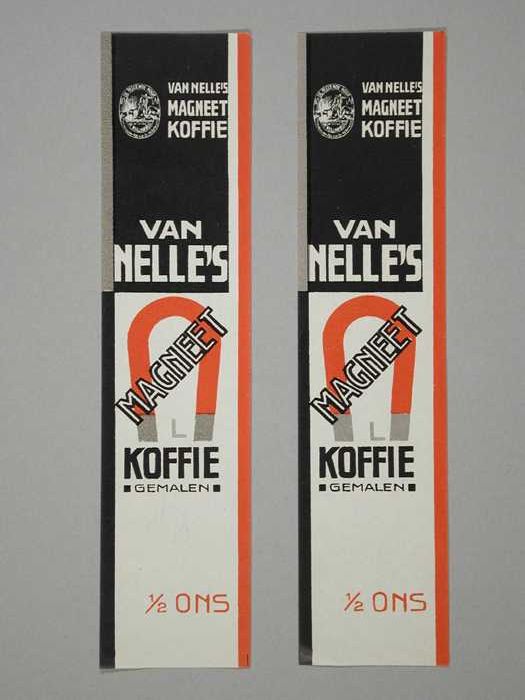 VAN NELLE'S
MAGNEET
KOFFIE
VAN
NELLE'S
MAGNEET
L
KOFFIE
GEMALEN
½ ONS
VAN NELLE'S
MAGNEET
KOFFIE
VAN
NELLE'S
MAGNEET
L
KOFFIE
GEMALEN
½ ONS